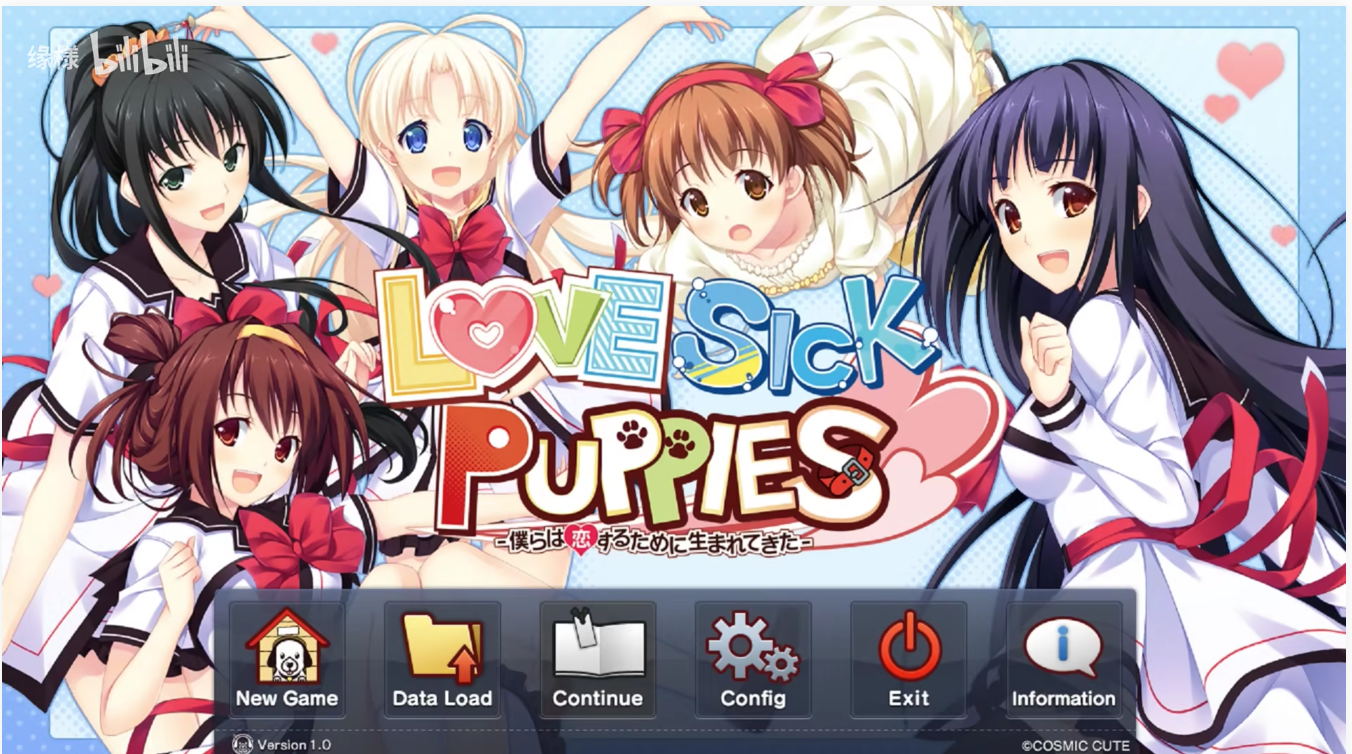 缘樣 bilibili
LOVE SICK
PUPPIES
-僕らは恋するために生まれてきた-
New Game
Data Load
Continue
Config
Exit
Information
Version 1.0
©COSMIC CUTE